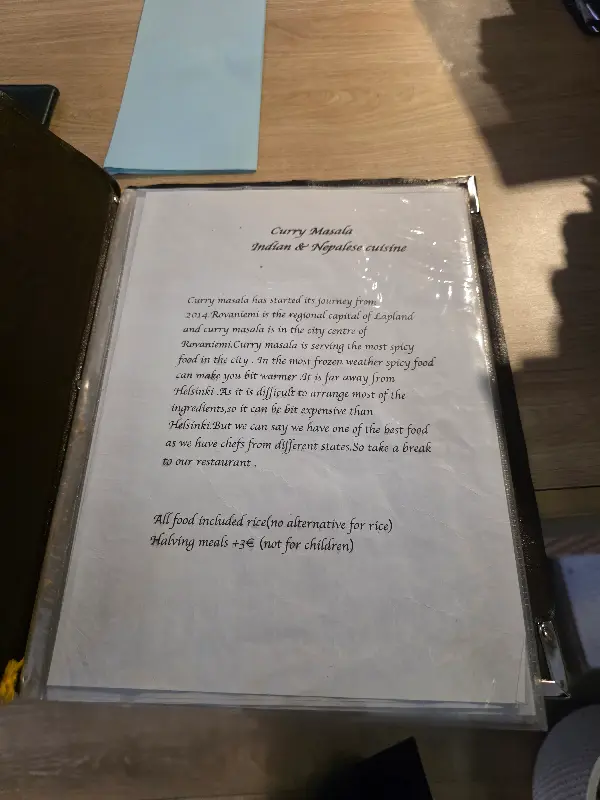 Curry Masala
Indian & Nepalese cuisine
Curry masala has started its journey from
2014.Rovaniemi is the regional capital of Lapland
and curry masala is in the city centre of
Rovaniemi.Curry masala is serving the most spicy
food in the city . In the most frozen weather spicy food
can make you bit warmer .It is far away from
Helsinki .As it is difficult to arrange most of the
ingredients,so it can be bit expensive than
Helsinki.But we can say we have one of the best food
as we have chefs from different states.So take a break
to our restaurant .
All food included rice(no alternative for rice)
Halving meals +3€ (not for children)